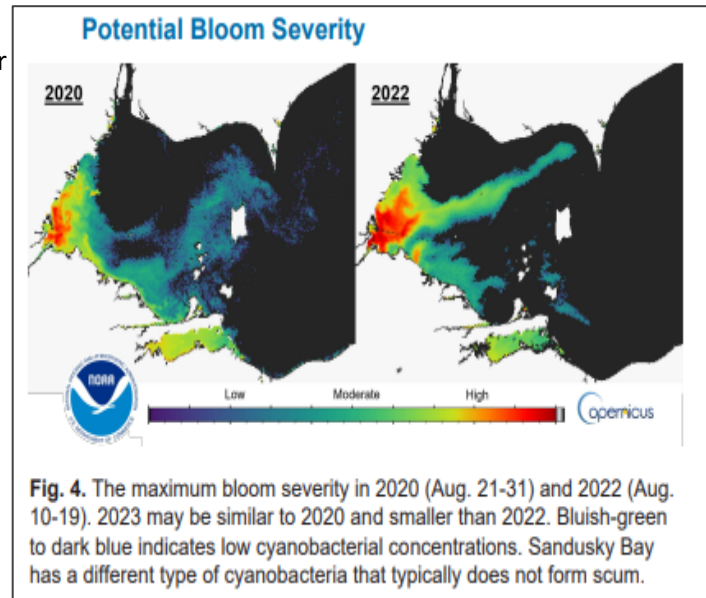 Potential Bloom Severity
r
2020
2022
NOAA
Low Moderate High
opernicus
Fig. 4. The maximum bloom severity in 2020 (Aug. 21-31) and 2022 (Aug.
10-19). 2023 may be similar to 2020 and smaller than 2022. Bluish-green
to dark blue indicates low cyanobacterial concentrations. Sandusky Bay
has a different type of cyanobacteria that typically does not form scum.